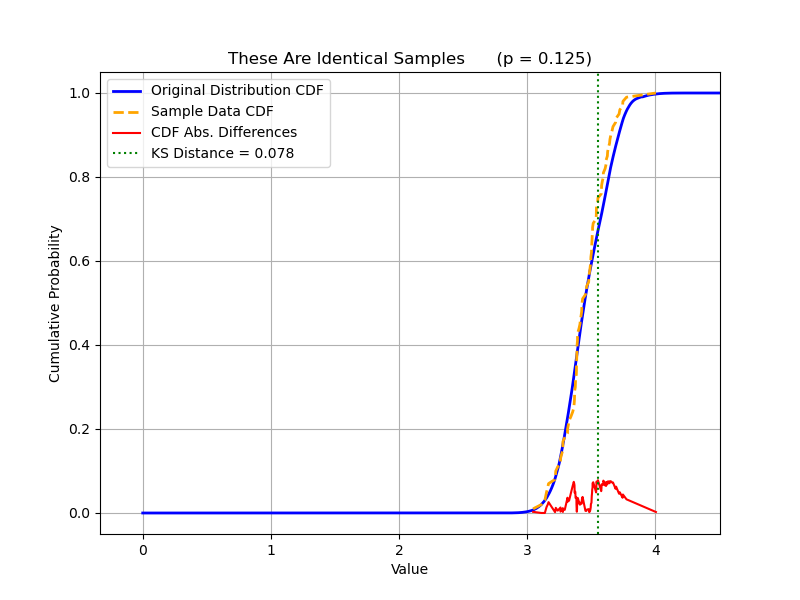 These Are Identical Samples      (p = 0.125)
Original Distribution CDF
Sample Data CDF
CDF Abs. Differences
KS Distance = 0.078
1.0
0.8
0.6
0.4
0.2
0.0
Cumulative Probability
0 1 2 3 4
Value